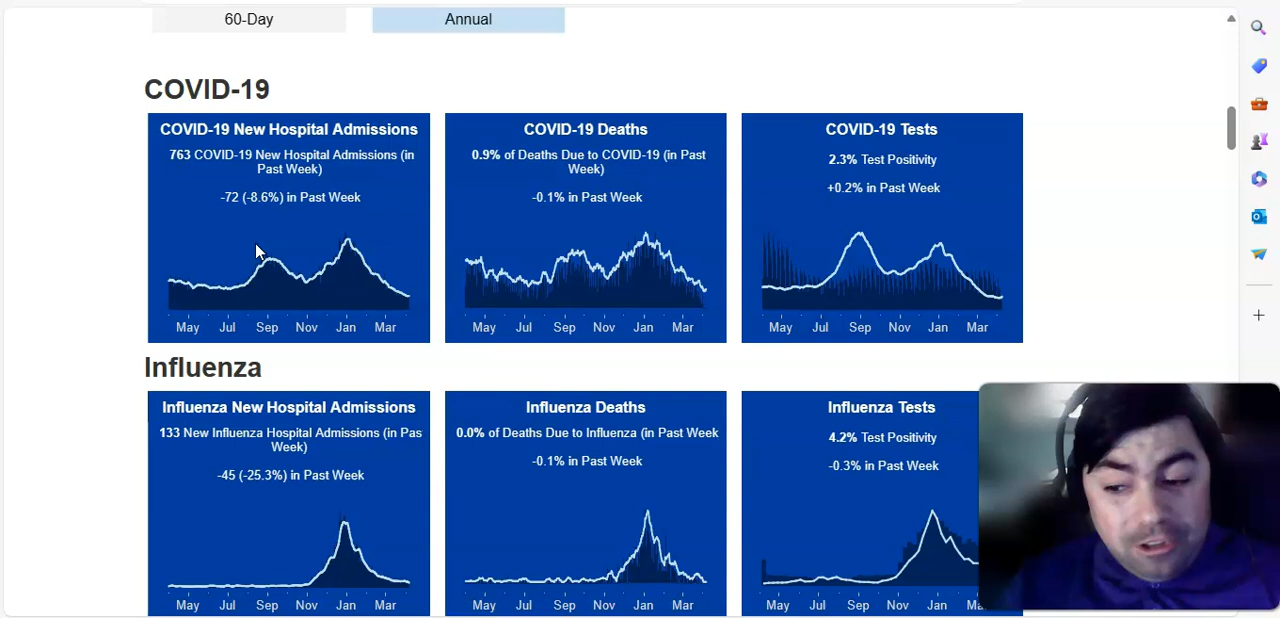 60-Day
Annual
COVID-19
COVID-19 New Hospital Admissions
763 COVID-19 New Hospital Admissions (in
Past Week)
-72 (-8.6%) in Past Week
May Jul Sep Nov Jan Mar
COVID-19 Deaths
0.9% of Deaths Due to COVID-19 (in Past
Week)
-0.1% in Past Week
May Jul Sep Nov Jan Mar
COVID-19 Tests
2.3% Test Positivity
+0.2% in Past Week
May Jul Sep Nov Jan Mar
Influenza
Influenza New Hospital Admissions
133 New Influenza Hospital Admissions (in Pas
Week)
-45 (-25.3%) in Past Week
May Jul Sep Nov Jan Mar
Influenza Deaths
0.0% of Deaths Due to Influenza (in Past Week
-0.1% in Past Week
May Jul Sep Nov Jan Mar
Influenza Tests
4.2% Test Positivity
-0.3% in Past Week
May Jul Sep Nov Jan